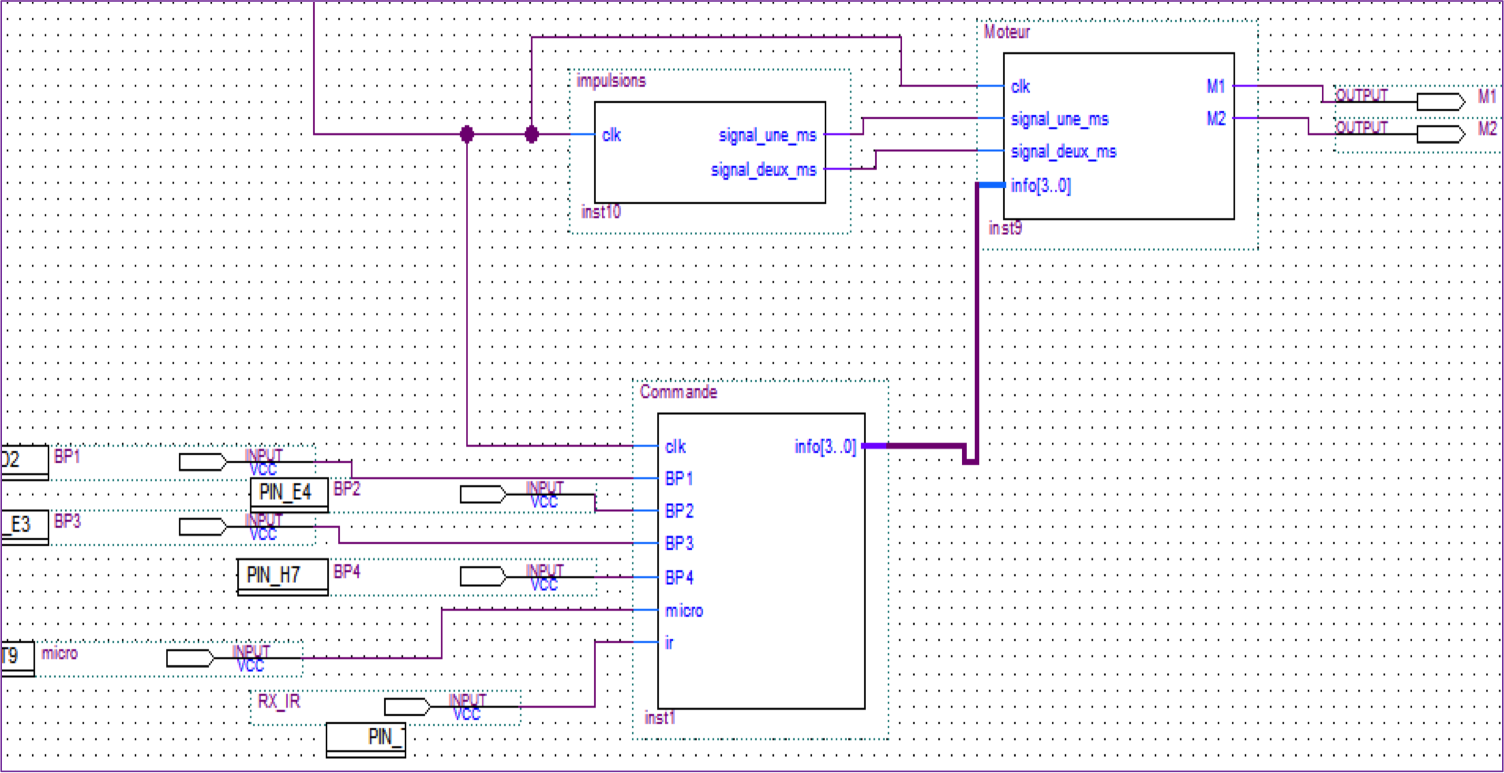 Moteur
clk
M1
signal_une_ms
M2
signal_deux_ms
info[3..0]
inst9
OUTPUT
M1
OUTPUT
M2
impulsions
clk
signal_une_ms
signal_deux_ms
inst10
Commande
clk
info[3..0]
BP1
BP2
BP3
BP4
micro
ir
inst1
BP1
INPUT
VCC
PIN_E4
BP2
INPUT
VCC
_E3
BP3
INPUT
VCC
PIN_H7
BP4
INPUT
VCC
T9
micro
INPUT
VCC
RX_IR
INPUT
VCC
PIN_